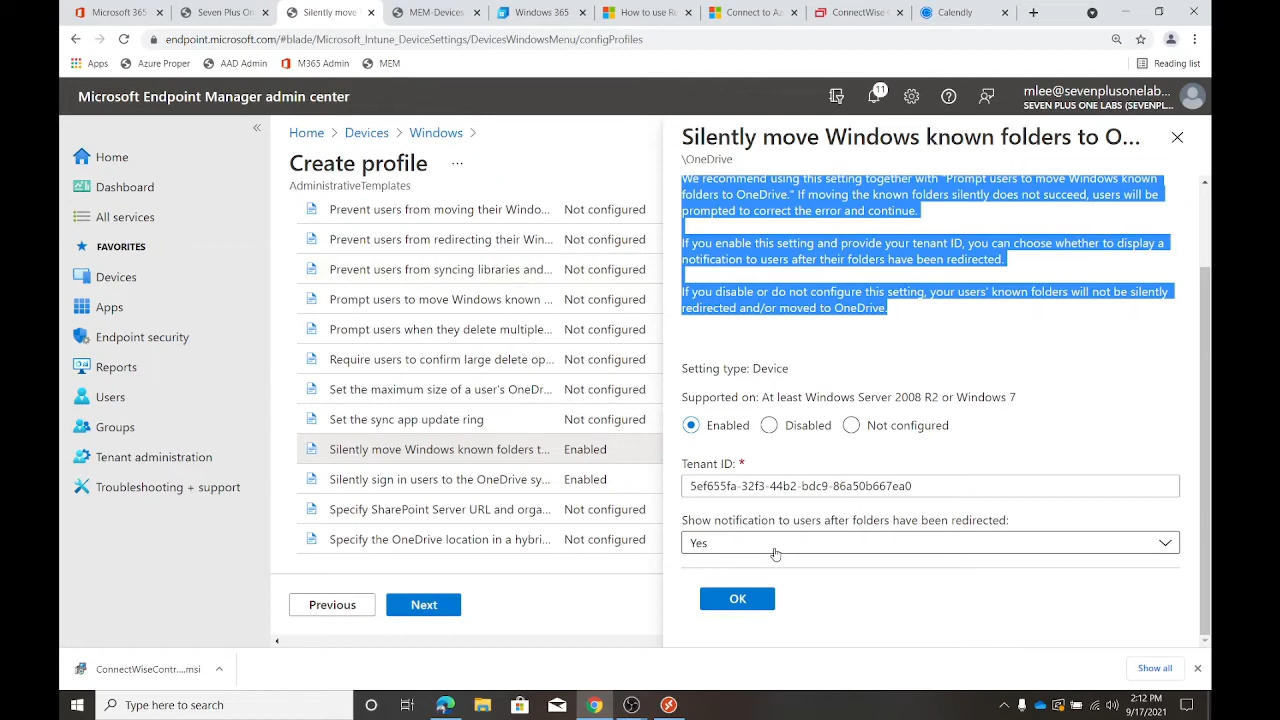 Microsoft 365
Seven Plus On
Silently move
MEM-Devices
Windows 365
How to use R
Connect to Az
ConnectWise C
Calendly
endpoint.microsoft.com/#blade/Microsoft_Intune_DeviceSettings/DevicesWindowsMenu/configProfiles
Apps
Azure Proper
AAD Admin
M365 Admin
MEM
Reading list
Microsoft Endpoint Manager admin center
11
mlee@sevenplusonelab...
SEVEN PLUS ONE LABS (SEVENPL...
Home
Dashboard
All services
FAVORITES
Devices
Apps
Endpoint security
Reports
Users
Groups
Tenant administration
Troubleshooting + support
Home > Devices > Windows >
Create profile ...
AdministrativeTemplates
Prevent users from moving their Windo... Not configured
Prevent users from redirecting their Win... Not configured
Prevent users from syncing libraries and... Not configured
Prompt users to move Windows known ... Not configured
Prompt users when they delete multiple... Not configured
Require users to confirm large delete op... Not configured
Set the maximum size of a user's OneDr... Not configured
Set the sync app update ring Not configured
Silently move Windows known folders t... Enabled
Silently sign in users to the OneDrive sy... Enabled
Specify SharePoint Server URL and orga... Not configured
Specify the OneDrive location in a hybri... Not configured
Previous
Next
Silently move Windows known folders to O...
\OneDrive
We recommend using this setting together with "Prompt users to move Windows known
folders to OneDrive." If moving the known folders silently does not succeed, users will be
prompted to correct the error and continue.
If you enable this setting and provide your tenant ID, you can choose whether to display a
notification to users after their folders have been redirected.
If you disable or do not configure this setting, your users' known folders will not be silently
redirected and/or moved to OneDrive.
Setting type: Device
Supported on: At least Windows Server 2008 R2 or Windows 7
Enabled
Disabled
Not configured
Tenant ID: *
5ef655fa-32f3-44b2-bdc9-86a50b667ea0
Show notification to users after folders have been redirected:
Yes
OK
ConnectWiseContr....msi
Show all
Type here to search
2:12 PM
9/17/2021